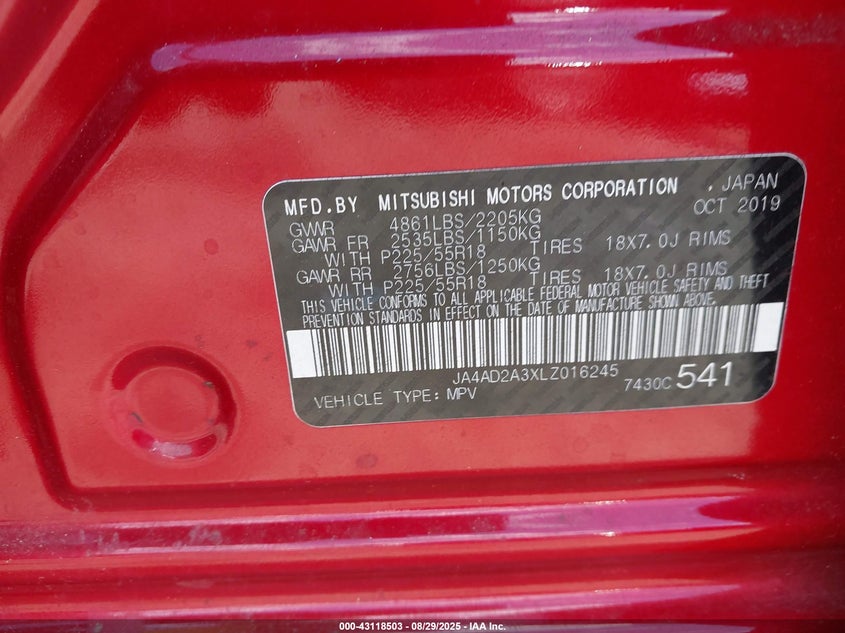 MFD.BY MITSUBISHI MOTORS CORPORATION , JAPAN
OCT 2019
GVWR 4861LBS/2205KG
GAWR FR 2535LBS/1150KG
WITH P225/55R18 TIRES 18X7.0J RIMS
GAWR RR 2756LBS/1250KG
WITH P225/55R18 TIRES 18X7.0J RIMS
THIS VEHICLE CONFORMS TO ALL APPLICABLE FEDERAL MOTOR VEHICLE SAFETY AND THEFT
PREVENTION STANDARDS IN EFFECT ON THE DATE OF MANUFACTURE SHOWN ABOVE.
JA4AD2A3XLZ016245
VEHICLE TYPE: MPV 7430C 541
000-43118503 - 08/29/2025 - IAA Inc.